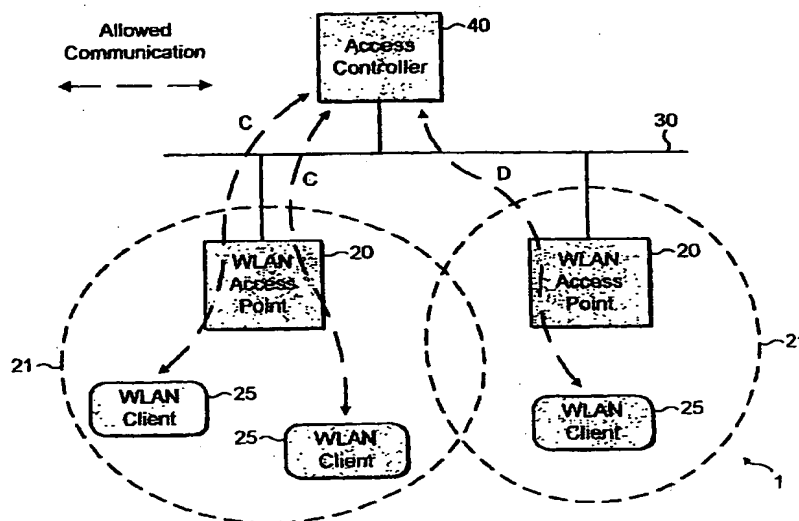 Allowed
Communication
Access
Controller
40
C
C
D
30
WLAN
Access
Point
20
WLAN
Access
Point
20
21
21
WLAN
Client
25
25
WLAN
Client
WLAN
Client
25
1